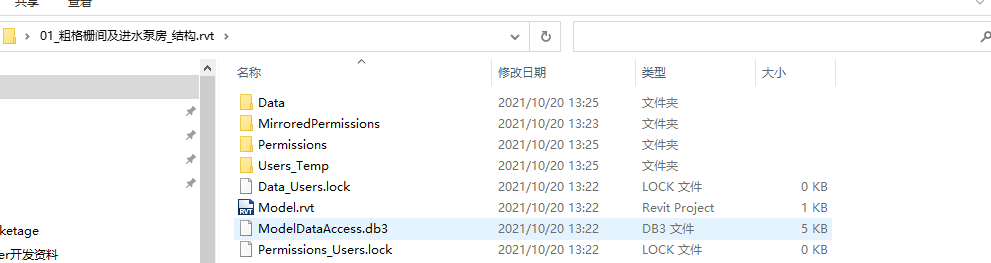 共享 查看
01_粗格栅间及进水泵房_结构.rvt
名称 修改日期 类型 大小
Data 2021/10/20 13:25 文件夹
MirroredPermissions 2021/10/20 13:23 文件夹
Permissions 2021/10/20 13:25 文件夹
Users_Temp 2021/10/20 13:25 文件夹
Data_Users.lock 2021/10/20 13:22 LOCK 文件 0 KB
RVT Model.rvt 2021/10/20 13:22 Revit Project 1 KB
ketage ModelDataAccess.db3 2021/10/20 13:22 DB3 文件 5 KB
er开发资料 Permissions_Users.lock 2021/10/20 13:22 LOCK 文件 0 KB